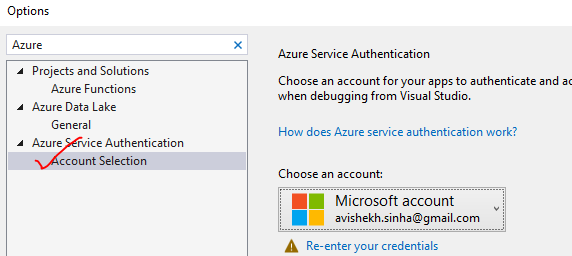 Options
Azure
Projects and Solutions
Azure Functions
Azure Data Lake
General
Azure Service Authentication
Account Selection
Azure Service Authentication
Choose an account for your apps to authenticate and ac
when debugging from Visual Studio.
How does Azure service authentication work?
Choose an account:
Microsoft account
avishekh.sinha@gmail.com
Re-enter your credentials